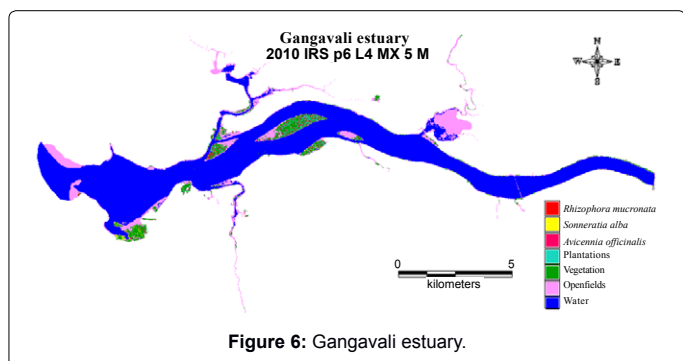 Gangavali estuary
2010 IRS p6 L4 MX 5 M
N
W E
S
Rhizophora mucronata
Sonneratia alba
Avicennia officinalis
Plantations
Vegetation
Openfields
Water
0 5
kilometers
Figure 6: Gangavali estuary.